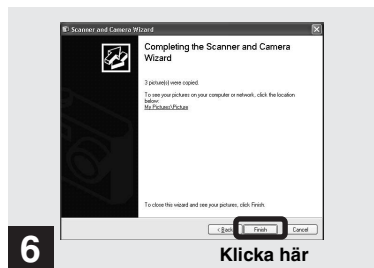 Scanner and Camera Wizard
Completing the Scanner and Camera
Wizard
3 picture(s) were copied.
To see your pictures on your computer or network, click the location
below:
My Pictures\Picture
To close this wizard and see your pictures, click Finish.
< Back
Finish
Cancel
6
Klicka här